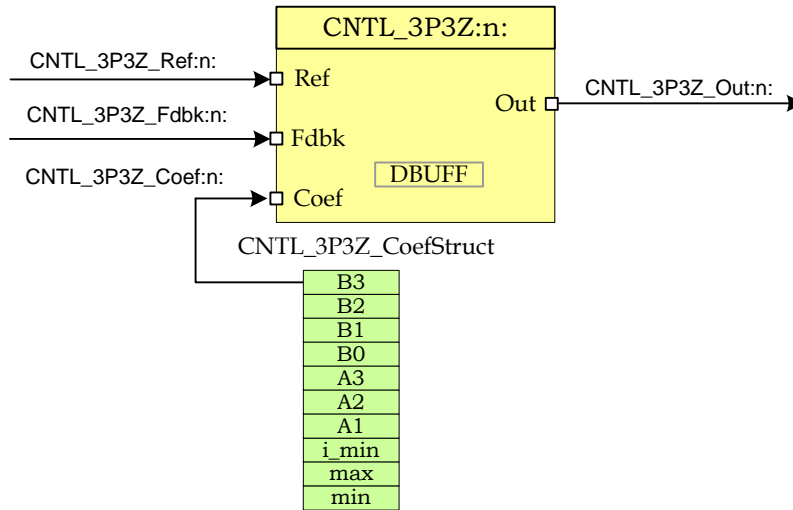 CNTL_3P3Z:n:
CNTL_3P3Z_Ref:n:
Ref
CNTL_3P3Z_Out:n:
Out
CNTL_3P3Z_Fdbk:n:
Fdbk
CNTL_3P3Z_Coef:n:
DBUFF
Coef
CNTL_3P3Z_CoefStruct
B3
B2
B1
B0
A3
A2
A1
i_min
max
min